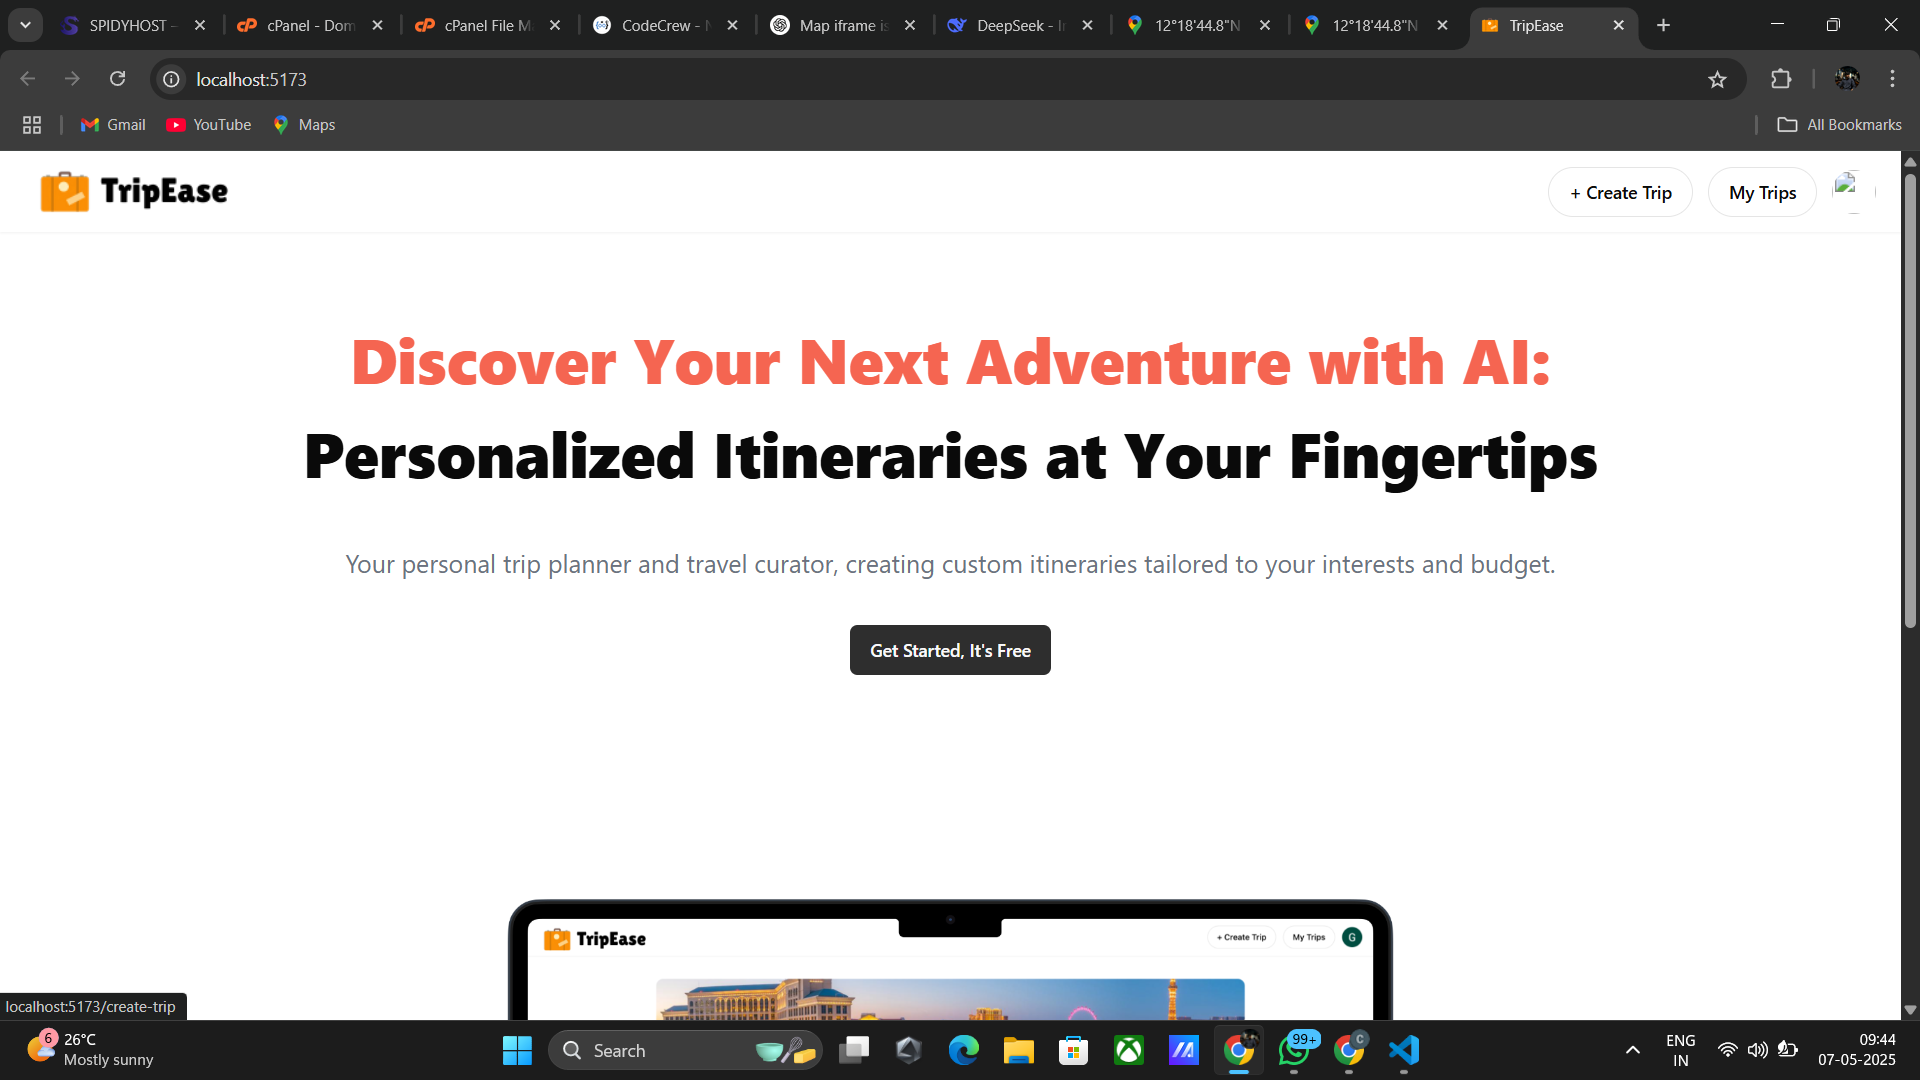 SPIDYHOST -
cPanel - Dom
cPanel File M
CodeCrew -
Map iframe is
DeepSeek - I
12°18'44.8"N
12°18'44.8"N
TripEase
localhost:5173
Gmail
YouTube
Maps
All Bookmarks
TripEase
+ Create Trip
My Trips
Discover Your Next Adventure with AI:
Personalized Itineraries at Your Fingertips
Your personal trip planner and travel curator, creating custom itineraries tailored to your interests and budget.
Get Started, It's Free
TripEase
+ Create Trip
My Trips
G
localhost:5173/create-trip
6
26°C
Mostly sunny
Search
99+
C
ENG
IN
09:44
07-05-2025